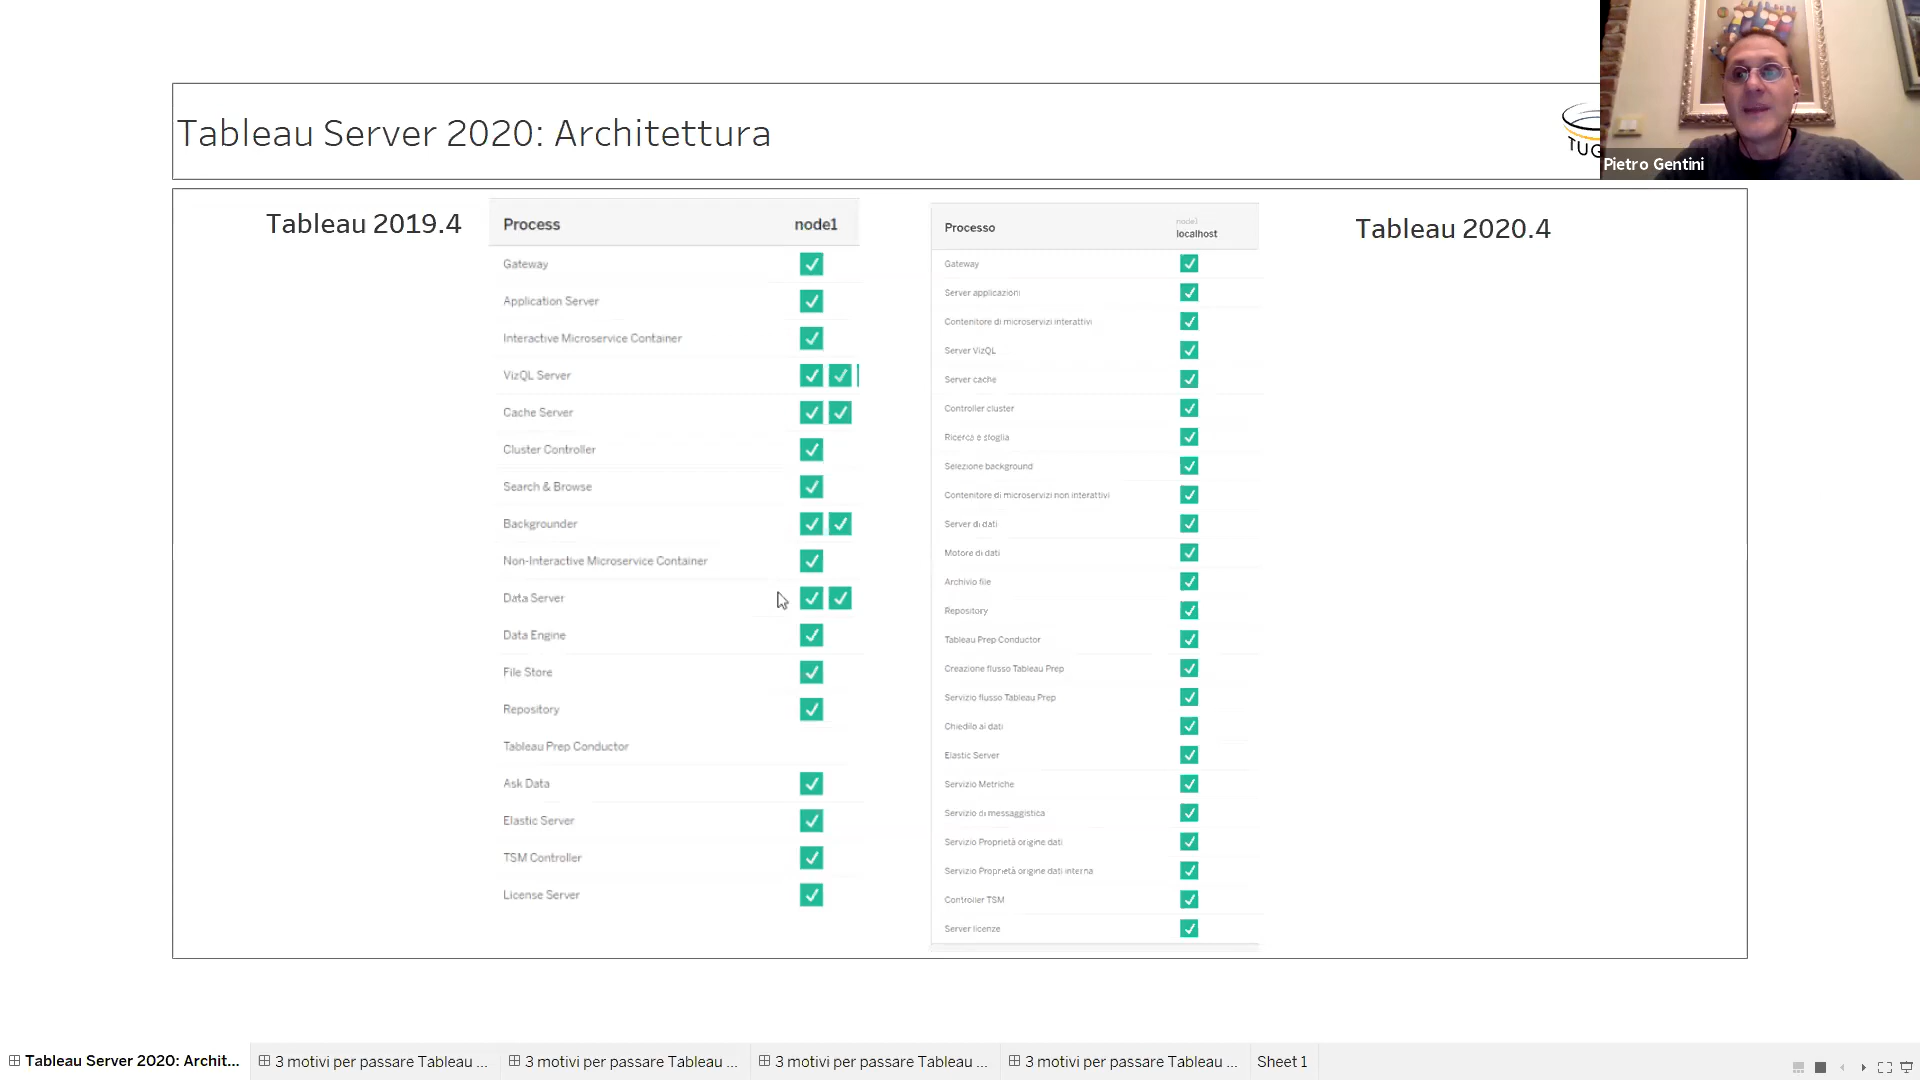 Tableau Server 2020: Architettura
TUG
Pietro Gentini
Tableau 2019.4
Process node1
Gateway
Application Server
Interactive Microservice Container
VizQL Server
Cache Server
Cluster Controller
Search & Browse
Backgrounder
Non-Interactive Microservice Container
Data Server
Data Engine
File Store
Repository
Tableau Prep Conductor
Ask Data
Elastic Server
TSM Controller
License Server
Processo node1
localhost
Gateway
Server applicazioni
Contenitore di microservizi interattivi
Server VizQL
Server cache
Controller cluster
Ricerca e sfoglia
Selezione background
Contenitore di microservizi non interattivi
Server di dati
Motore di dati
Archivio file
Repository
Tableau Prep Conductor
Creazione flusso Tableau Prep
Servizio flusso Tableau Prep
Chiedilo ai dati
Elastic Server
Servizio Metriche
Servizio di messaggistica
Servizio Proprietà origine dati
Servizio Proprietà origine dati interna
Controller TSM
Server licenze
Tableau 2020.4
Tableau Server 2020: Archit...
3 motivi per passare Tableau ...
3 motivi per passare Tableau ...
3 motivi per passare Tableau ...
3 motivi per passare Tableau ...
Sheet 1